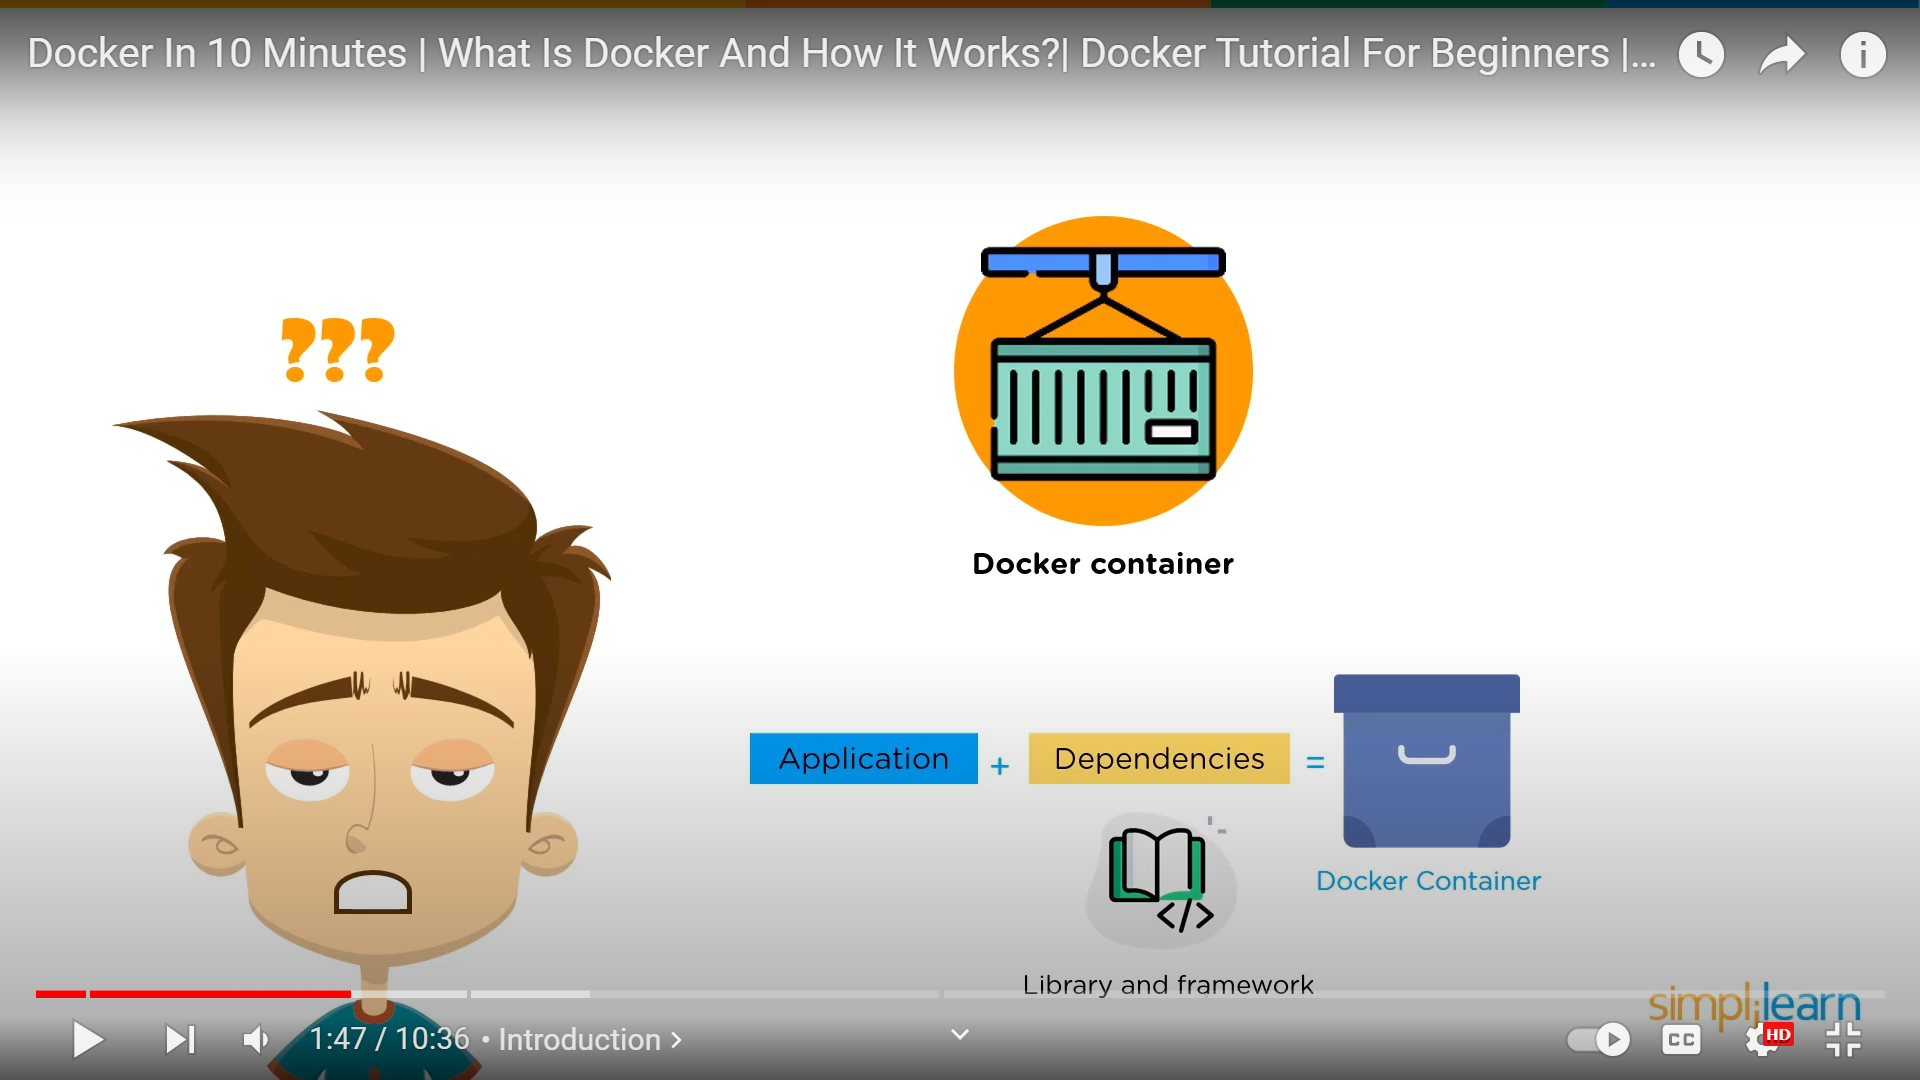 Docker In 10 Minutes | What Is Docker And How It Works?| Docker Tutorial For Beginners |...
???
Docker container
Application + Dependencies =
Docker Container
Library and framework
simplilearn
1:47 / 10:36 • Introduction >
CC
HD